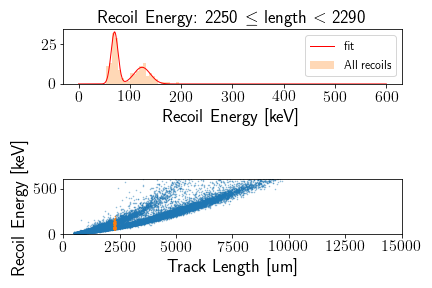 Recoil Energy: 2250 ≤ length < 2290
25
0
fit
All recoils
0 100 200 300 400 500 600
Recoil Energy [keV]
Recoil Energy [keV]
500
0
0 2500 5000 7500 10000 12500 15000
Track Length [um]